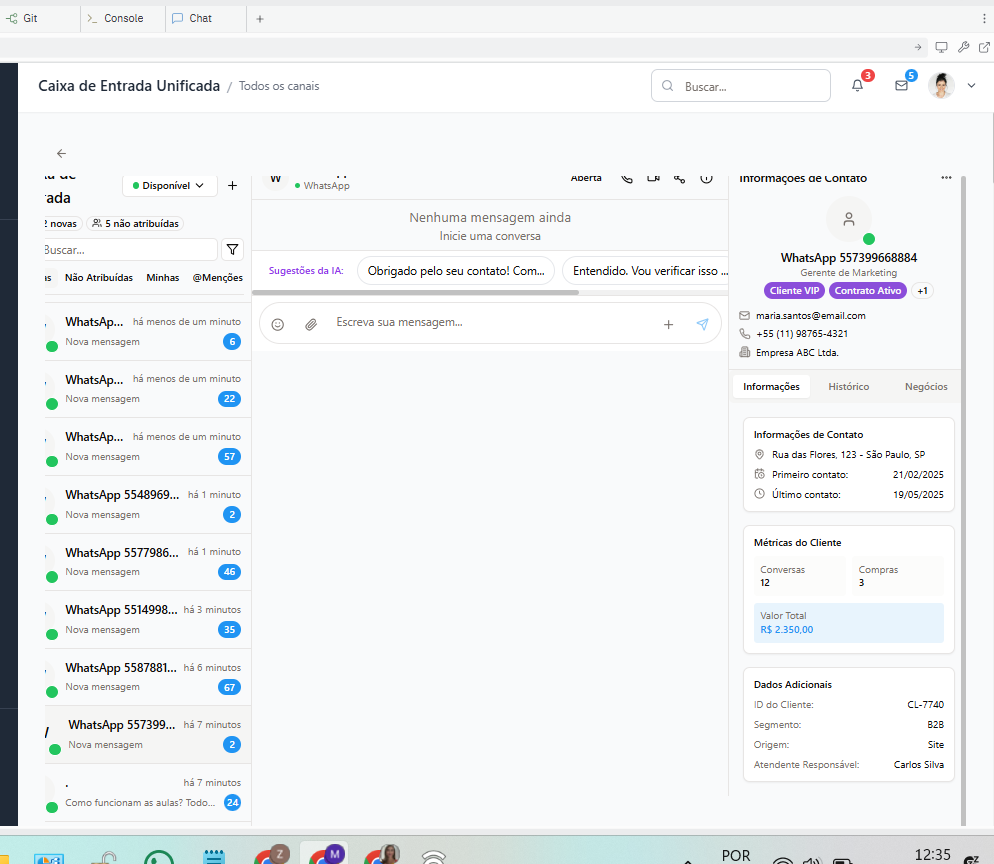 Git
Console
Chat
Caixa de Entrada Unificada / Todos os canais
Buscar...
3
5
rada
Disponível
2 novas
5 não atribuídas
Buscar...
as
Não Atribuídas
Minhas
@Menções
WhatsAp...
há menos de um minuto
Nova mensagem
6
WhatsAp...
há menos de um minuto
Nova mensagem
22
WhatsAp...
há menos de um minuto
Nova mensagem
57
WhatsApp 5548969...
há 1 minuto
Nova mensagem
2
WhatsApp 5577986...
há 1 minuto
Nova mensagem
46
WhatsApp 5514998...
há 3 minutos
Nova mensagem
35
WhatsApp 5587881...
há 6 minutos
Nova mensagem
67
WhatsApp 557399...
há 7 minutos
Nova mensagem
2
.
há 7 minutos
Como funcionam as aulas? Todo...
24
W
WhatsApp
Aberta
Nenhuma mensagem ainda
Inicie uma conversa
Sugestões da IA:
Obrigado pelo seu contato! Com...
Entendido. Vou verificar isso ...
Escreva sua mensagem...
Informações de Contato
WhatsApp 557399668884
Gerente de Marketing
Cliente VIP
Contrato Ativo
+1
maria.santos@email.com
+55 (11) 98765-4321
Empresa ABC Ltda.
Informações
Histórico
Negócios
Informações de Contato
Rua das Flores, 123 - São Paulo, SP
Primeiro contato: 21/02/2025
Último contato: 19/05/2025
Métricas do Cliente
Conversas
12
Compras
3
Valor Total
R$ 2.350,00
Dados Adicionais
ID do Cliente: CL-7740
Segmento: B2B
Origem: Site
Atendente Responsável: Carlos Silva
Z
M
POR
12:35